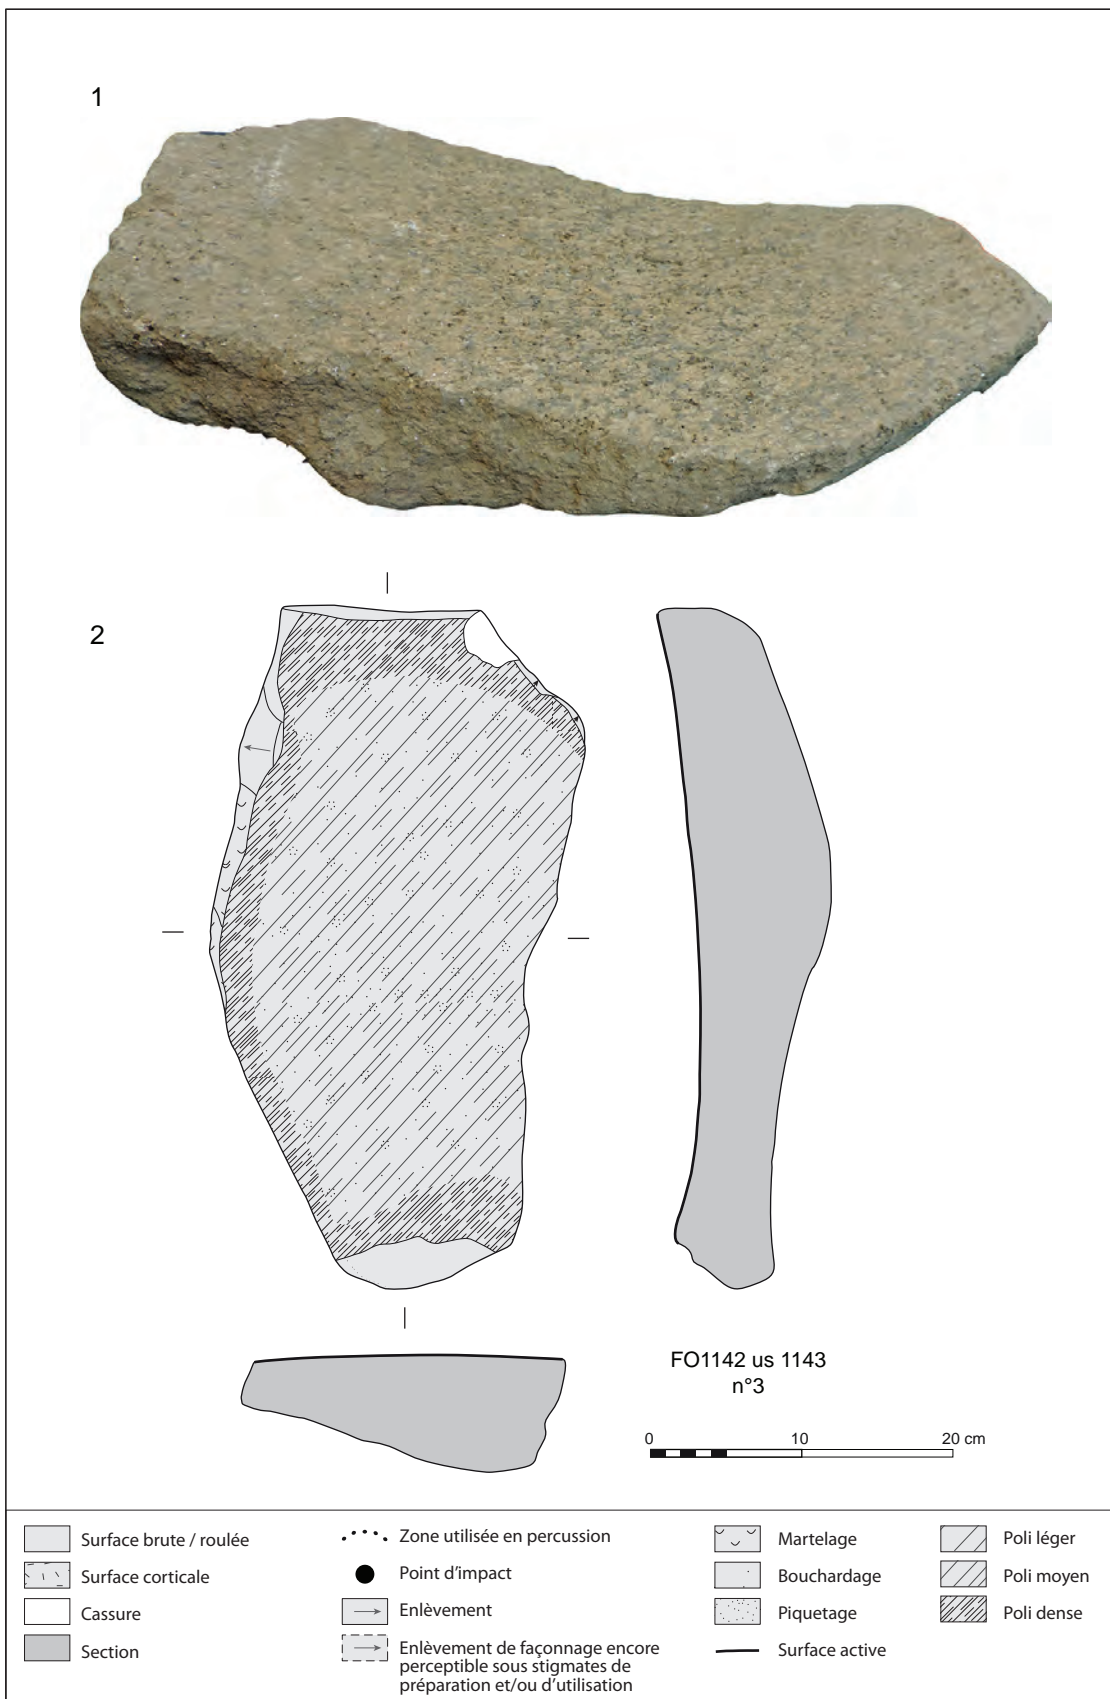 1
2
FO1142 us 1143
n°3
0 10 20 cm
Surface brute / roulée
Surface corticale
Cassure
Section
Zone utilisée en percussion
Point d'impact
Enlèvement
Enlèvement de façonnage encore
perceptible sous stigmates de
préparation et/ou d'utilisation
Martelage
Bouchardage
Piquetage
Surface active
Poli léger
Poli moyen
Poli dense